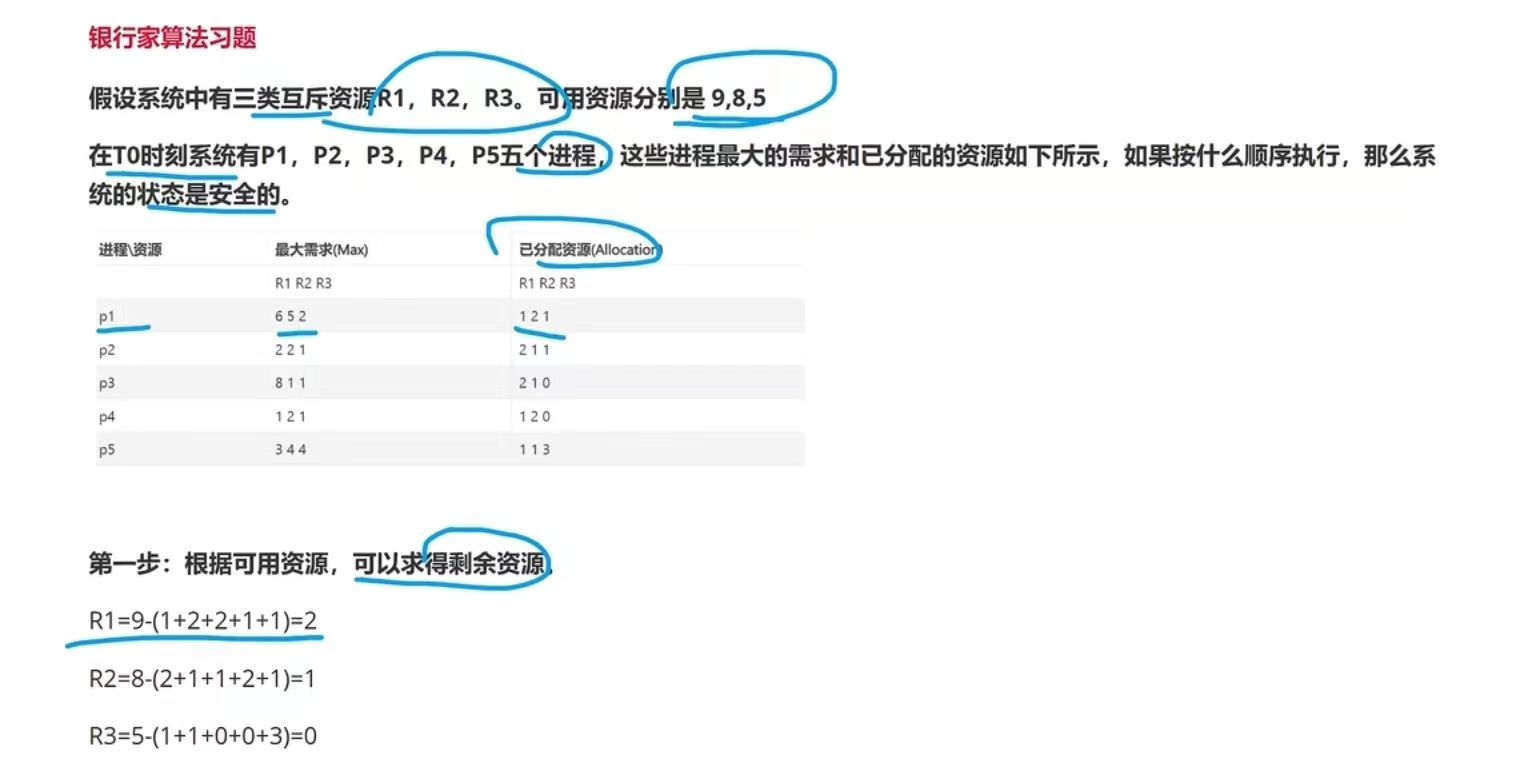 银行家算法习题
假设系统中有三类互斥资源R1，R2，R3。可用资源分别是 9,8,5
在T0时刻系统有P1，P2，P3，P4，P5五个进程，这些进程最大的需求和已分配的资源如下所示，如果按什么顺序执行，那么系
统的状态是安全的。
进程\资源 最大需求(Max) 已分配资源(Allocation)
R1 R2 R3 R1 R2 R3
p1 6 5 2 1 2 1
p2 2 2 1 2 1 1
p3 8 1 1 2 1 0
p4 1 2 1 1 2 0
p5 3 4 4 1 1 3
第一步：根据可用资源，可以求得剩余资源，
R1=9-(1+2+2+1+1)=2
R2=8-(2+1+1+2+1)=1
R3=5-(1+1+0+0+3)=0